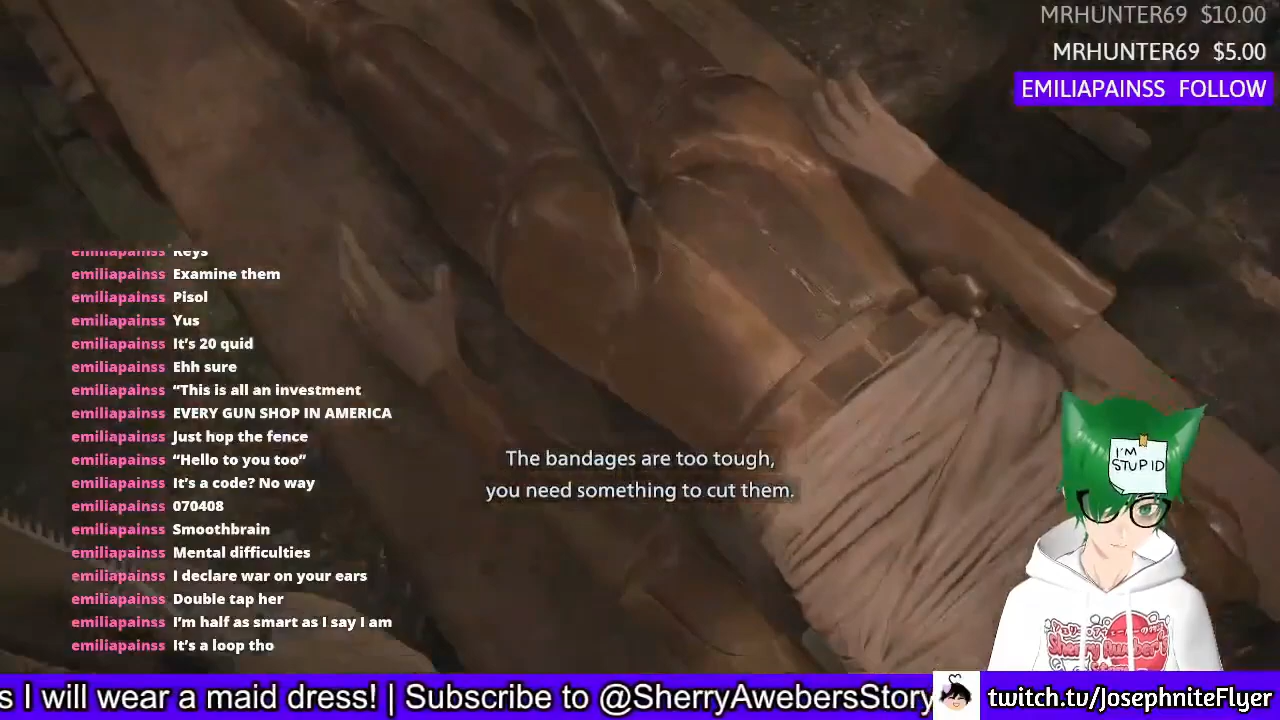 MRHUNTER69 $10.00
MRHUNTER69 $5.00
EMILIAPAINSS FOLLOW
emiliapainss Keys
emiliapainss Examine them
emiliapainss Pisol
emiliapainss Yus
emiliapainss It's 20 quid
emiliapainss Ehh sure
emiliapainss “This is all an investment
emiliapainss EVERY GUN SHOP IN AMERICA
emiliapainss Just hop the fence
emiliapainss “Hello to you too”
emiliapainss It's a code? No way
emiliapainss 070408
emiliapainss Smoothbrain
emiliapainss Mental difficulties
emiliapainss I declare war on your ears
emiliapainss Double tap her
emiliapainss I'm half as smart as I say I am
emiliapainss It's a loop tho
The bandages are too tough,
you need something to cut them.
I'M
STUPID
Sherry Aweber's
s I will wear a maid dress! | Subscribe to @SherryAwebersStory
twitch.tv/JosephniteFlyer